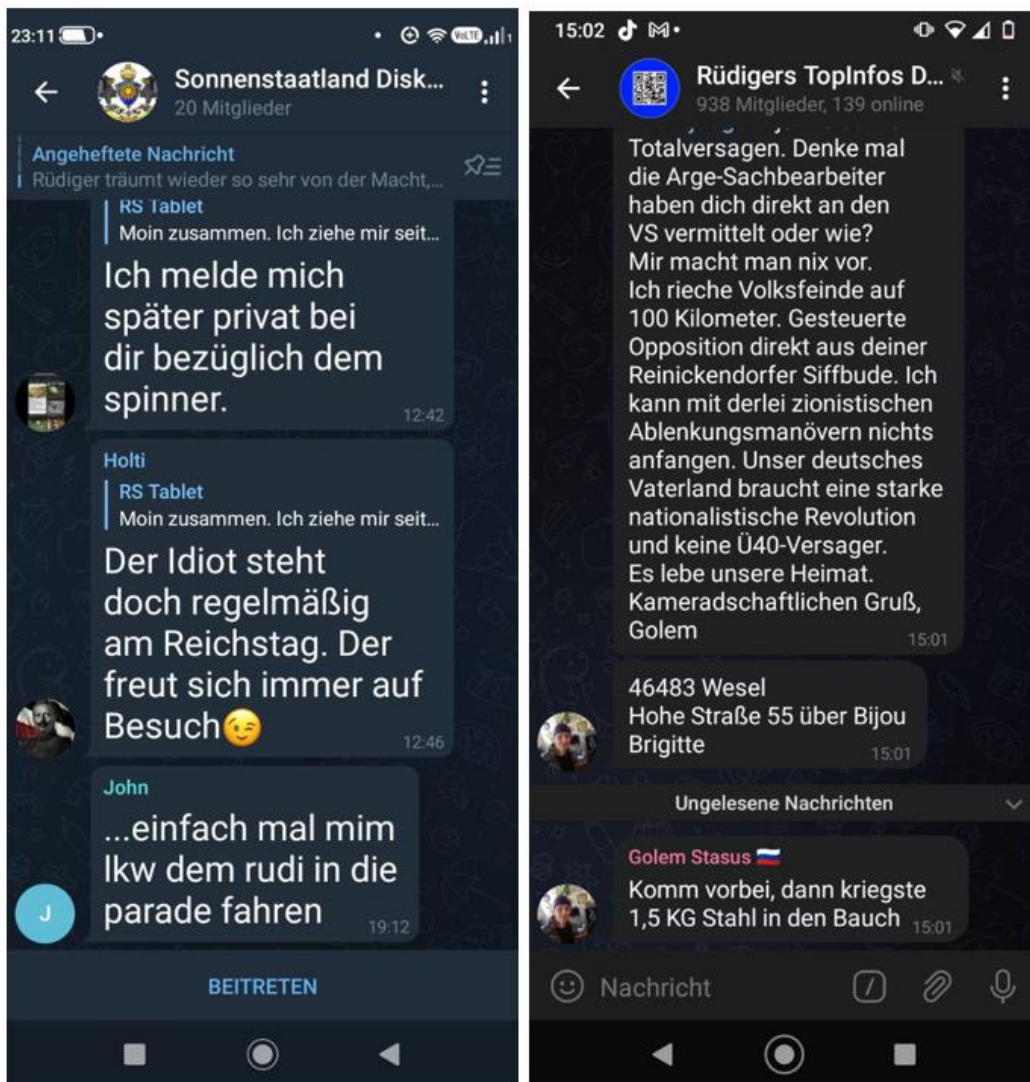 23:11
VoLTE
Sonnenstaatland Disk...
20 Mitglieder
Angeheftete Nachricht
Rüdiger träumt wieder so sehr von der Macht,...
RS Tablet
Moin zusammen. Ich ziehe mir seit...
Ich melde mich
später privat bei
dir bezüglich dem
spinner.
12:42
Holti
RS Tablet
Moin zusammen. Ich ziehe mir seit...
Der Idiot steht
doch regelmäßig
am Reichstag. Der
freut sich immer auf
Besuch😉
12:46
John
...einfach mal mim
lkw dem rudi in die
parade fahren
19:12
J
BEITRETEN
15:02
Rüdigers TopInfos D...
938 Mitglieder, 139 online
Totalversagen. Denke mal
die Arge-Sachbearbeiter
haben dich direkt an den
VS vermittelt oder wie?
Mir macht man nix vor.
Ich rieche Volksfeinde auf
100 Kilometer. Gesteuerte
Opposition direkt aus deiner
Reinickendorfer Siffbude. Ich
kann mit derlei zionistischen
Ablenkungsmanövern nichts
anfangen. Unser deutsches
Vaterland braucht eine starke
nationalistische Revolution
und keine Ü40-Versager.
Es lebe unsere Heimat.
Kameradschaftlichen Gruß,
Golem
15:01
46483 Wesel
Hohe Straße 55 über Bijou
Brigitte
15:01
Ungelesene Nachrichten
Golem Stasus 🇷🇺
Komm vorbei, dann kriegste
1,5 KG Stahl in den Bauch
15:01
Nachricht